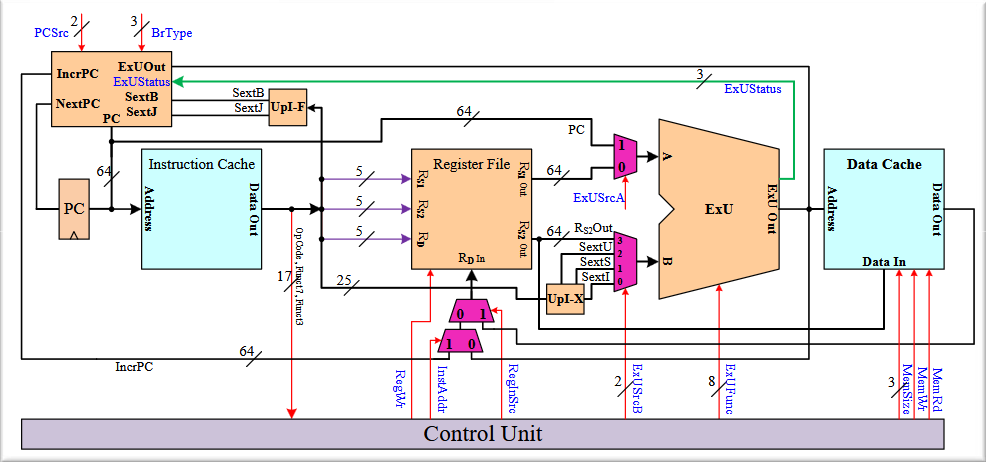 2
3
PCSrc
BrType
IncrPC
ExUOut
ExUStatus
NextPC
SextB
SextJ
PC
SextB
SextJ
UpI-F
3
ExUStatus
64
PC
64
PC
Instruction Cache
Address
Data Out
5
5
5
Register File
RS1
RS2
RD
RS1 Out
RS2 Out
RD In
64
64
1
0
ExUSrcA
RS2Out
SextU
SextS
SextI
3
2
1
0
UpI-X
A
B
ExU
ExU Out
Data Cache
Address
Data Out
Data In
OpCode, Funct7, Funct3
17
25
0 1
1 0
64
IncrPC
RegWr
InstAddr
RegInSrc
2
ExUSrcB
8
ExUFunc
3
MemSize
MemWr
MemRd
Control Unit